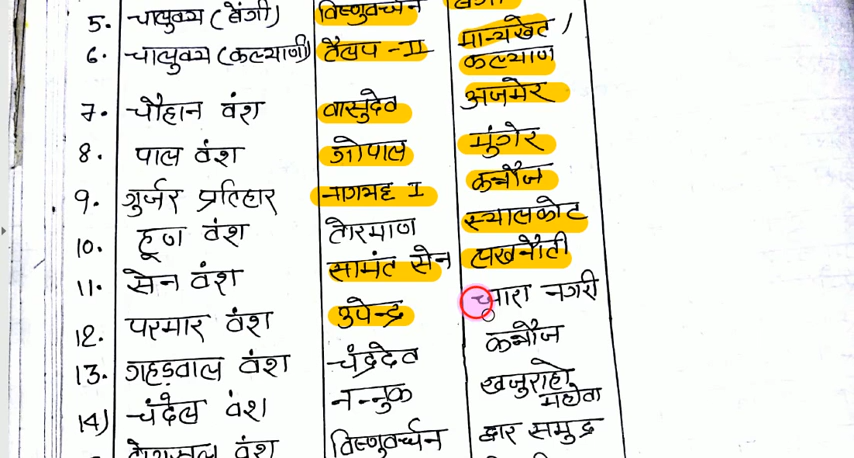 5. चालुक्य (वेंगी) विष्णुवर्धन
6. चालुक्य (कल्याणी) तैलप -II मान्यखेत / कल्याण
7. चौहान वंश वासुदेव अजमेर
8. पाल वंश गोपाल मुंगेर
9. गुर्जर प्रतिहार नागभट्ट I कन्नौज
10. हूण वंश तोरमाण स्यालकोट
11. सेन वंश सामंत सेन लखनौती
12. परमार वंश उपेन्द्र धारा नगरी
13. गहड़वाल वंश चंद्रदेव कन्नौज
14) चंदेल वंश नन्नुक खजुराहो महोवा
वंश विष्णुवर्धन द्वार समुद्र